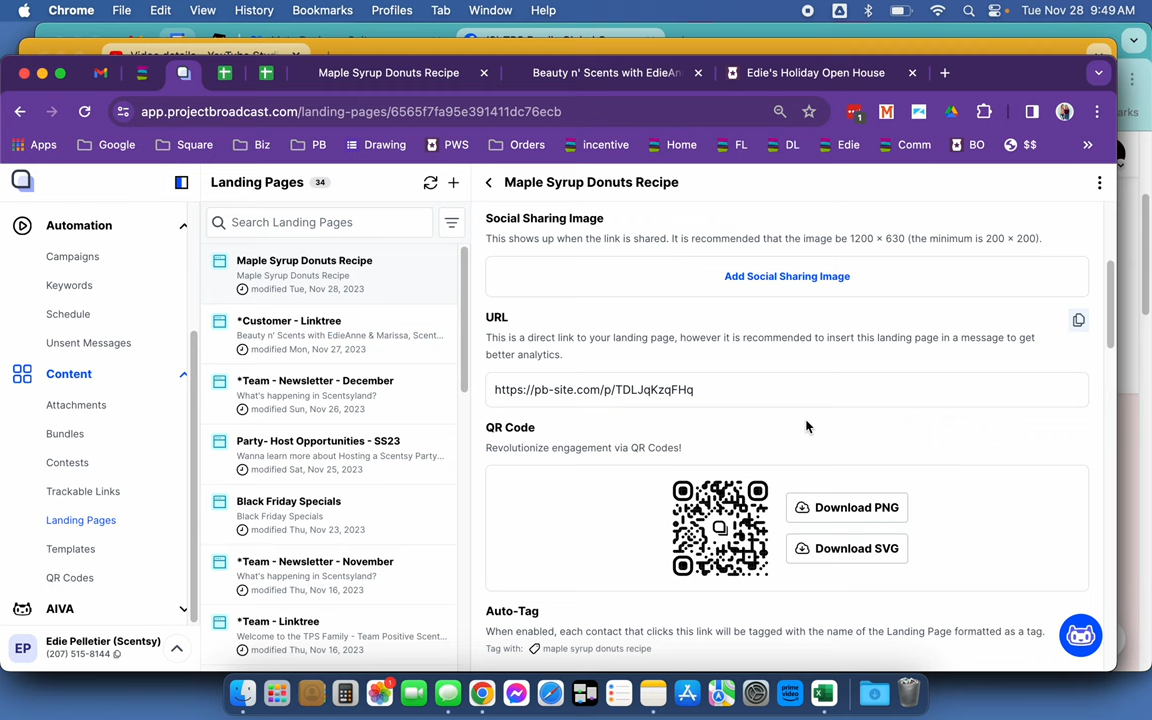 Chrome File Edit View History Bookmarks Profiles Tab Window Help Tue Nov 28 9:49 AM
Maple Syrup Donuts Recipe Beauty n' Scents with EdieAn Edie's Holiday Open House
app.projectbroadcast.com/landing-pages/6565f7fa95e391411dc76ecb
Apps Google Square Biz PB Drawing PWS Orders incentive Home FL DL Edie Comm BO $$
Automation
Campaigns
Keywords
Schedule
Unsent Messages
Content
Attachments
Bundles
Contests
Trackable Links
Landing Pages
Templates
QR Codes
AIVA
EP
Edie Pelletier (Scentsy)
(207) 515-8144
Landing Pages 34
Search Landing Pages
Maple Syrup Donuts Recipe
Maple Syrup Donuts Recipe
modified Tue, Nov 28, 2023
*Customer - Linktree
Beauty n' Scents with EdieAnne & Marissa, Scent...
modified Mon, Nov 27, 2023
*Team - Newsletter - December
What's happening in Scentsyland?
modified Sun, Nov 26, 2023
Party- Host Opportunities - SS23
Wanna learn more about Hosting a Scentsy Party...
modified Sat, Nov 25, 2023
Black Friday Specials
Black Friday Specials
modified Thu, Nov 23, 2023
*Team - Newsletter - November
What's happening in Scentsyland?
modified Thu, Nov 16, 2023
*Team - Linktree
Welcome to the TPS Family - Team Positive Scent...
modified Thu, Nov 16, 2023
Maple Syrup Donuts Recipe
Social Sharing Image
This shows up when the link is shared. It is recommended that the image be 1200 × 630 (the minimum is 200 × 200).
Add Social Sharing Image
URL
This is a direct link to your landing page, however it is recommended to insert this landing page in a message to get
better analytics.
https://pb-site.com/p/TDLJqKzqFHq
QR Code
Revolutionize engagement via QR Codes!
Download PNG
Download SVG
Auto-Tag
When enabled, each contact that clicks this link will be tagged with the name of the Landing Page formatted as a tag.
Tag with: maple syrup donuts recipe